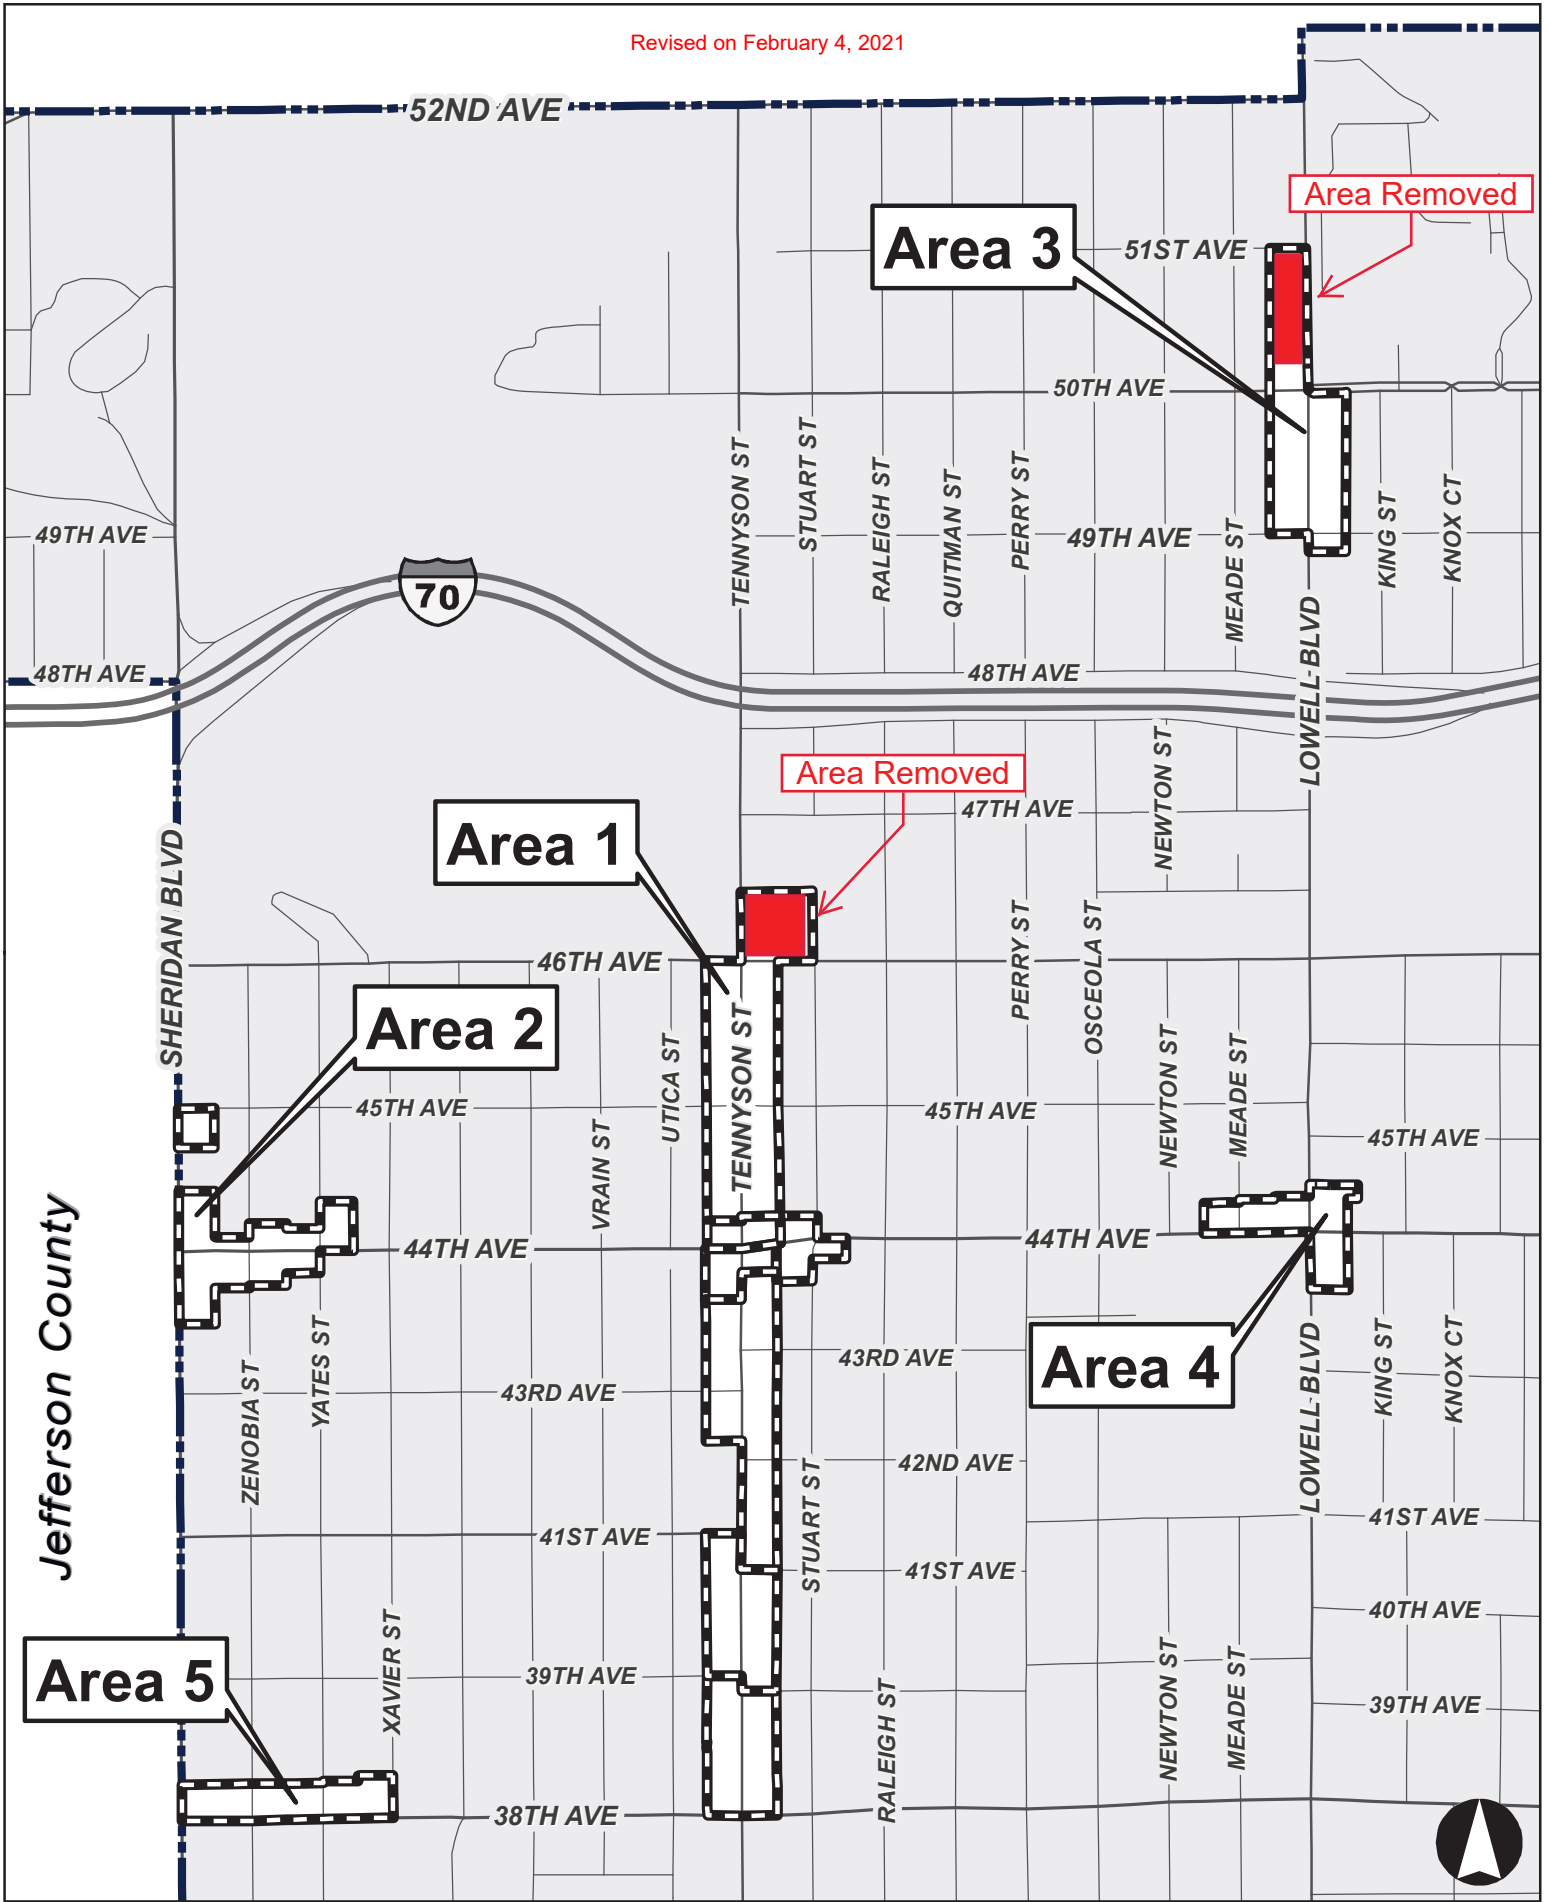 Revised on February 4, 2021
52ND AVE
Area Removed
Area 3
51ST AVE
50TH AVE
TENNYSON ST
STUART ST
RALEIGH ST
QUITMAN ST
PERRY ST
MEADE ST
KING ST
KNOX CT
49TH AVE
49TH AVE
70
LOWELL BLVD
48TH AVE
48TH AVE
Area Removed
NEWTON ST
47TH AVE
Area 1
SHERIDAN BLVD
46TH AVE
PERRY ST
OSCEOLA ST
Area 2
UTICA ST
TENNYSON ST
NEWTON ST
MEADE ST
45TH AVE
45TH AVE
45TH AVE
VRAIN ST
Jefferson County
44TH AVE
44TH AVE
Area 4
ZENOBIA ST
YATES ST
43RD AVE
43RD AVE
LOWELL BLVD
KING ST
KNOX CT
42ND AVE
STUART ST
41ST AVE
41ST AVE
41ST AVE
40TH AVE
Area 5
XAVIER ST
39TH AVE
RALEIGH ST
NEWTON ST
MEADE ST
39TH AVE
38TH AVE